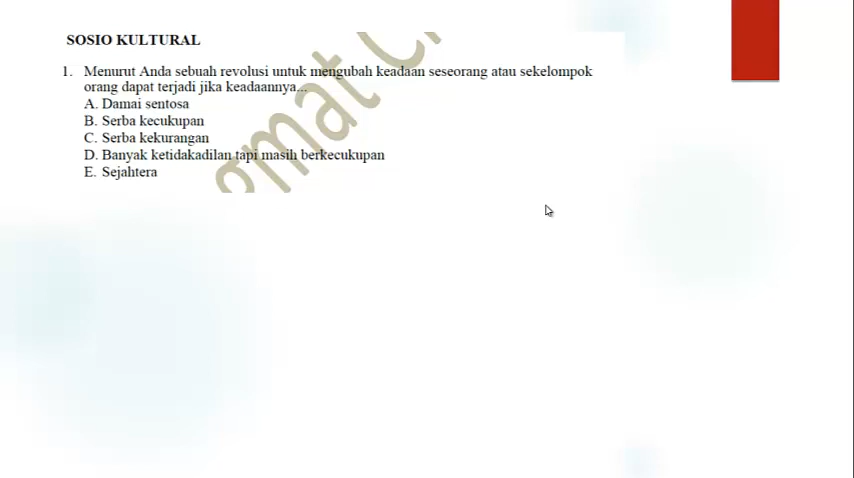 SOSIO KULTURAL
1. Menurut Anda sebuah revolusi untuk mengubah keadaan seseorang atau sekelompok
orang dapat terjadi jika keadaannya...
A. Damai sentosa
B. Serba kecukupan
C. Serba kekurangan
D. Banyak ketidakadilan tapi masih berkecukupan
E. Sejahtera